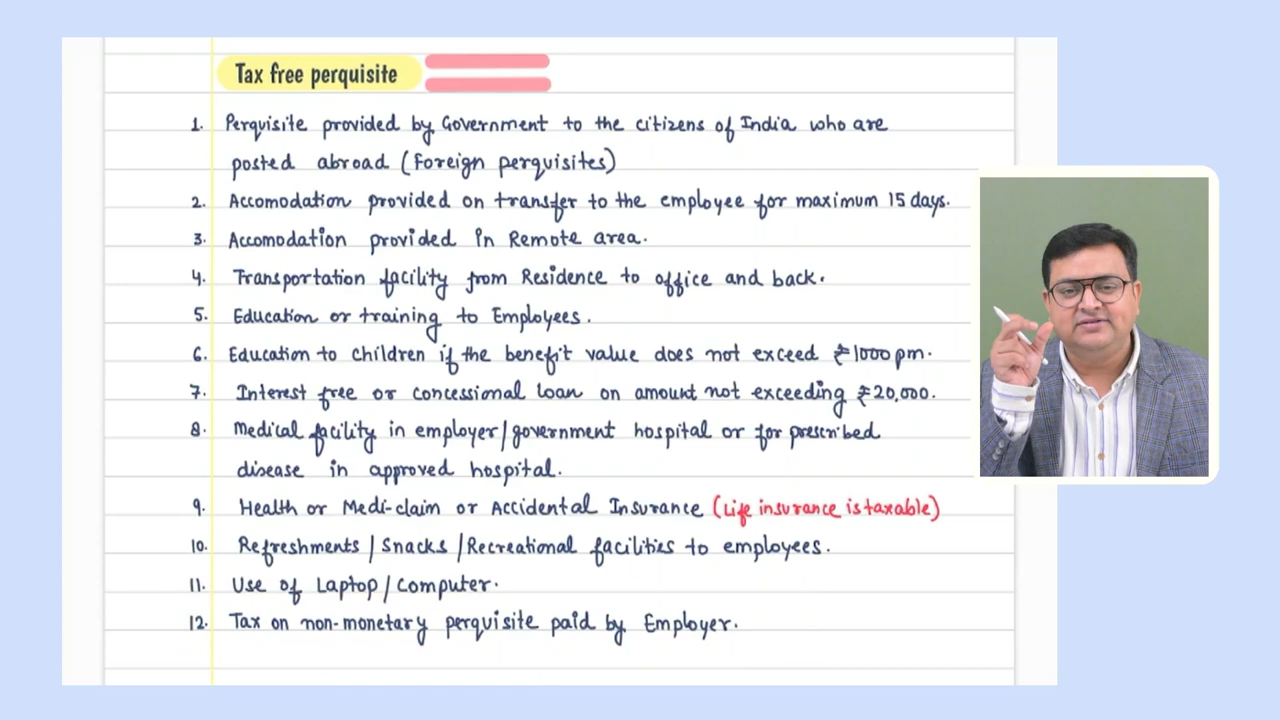 Tax free perquisite
1. Perquisite provided by Government to the citizens of India who are
posted abroad (Foreign perquisites)
2. Accomodation provided on transfer to the employee for maximum 15 days.
3. Accomodation provided in Remote area.
4. Transportation facility from Residence to office and back.
5. Education or training to Employees.
6. Education to children if the benefit value does not exceed ₹1000 pm.
7. Interest free or concessional loan on amount not exceeding ₹20,000.
8. Medical facility in employer/government hospital or for prescribed
disease in approved hospital.
9. Health or Medi-claim or Accidental Insurance (Life insurance is taxable)
10. Refreshments/Snacks/Recreational facilities to employees.
11. Use of Laptop/Computer.
12. Tax on non-monetary perquisite paid by Employer.